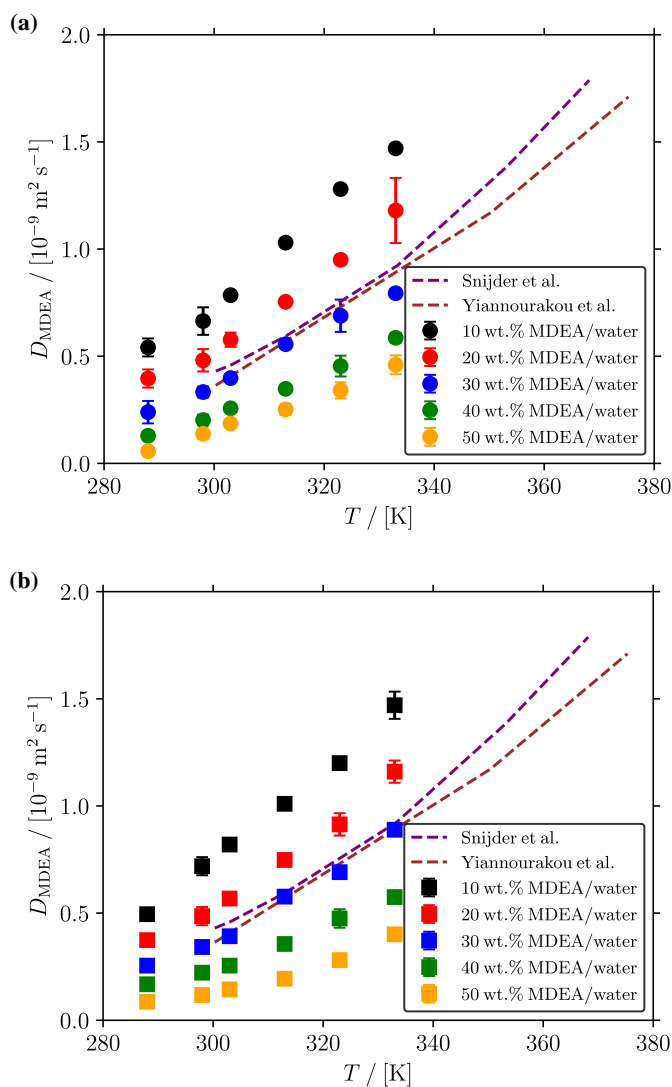 (a)
2.0
1.5
1.0
0.5
0.0
D_MDEA / [10⁻⁹ m² s⁻¹]
Snijder et al.
Yiannourakou et al.
10 wt.% MDEA/water
20 wt.% MDEA/water
30 wt.% MDEA/water
40 wt.% MDEA/water
50 wt.% MDEA/water
280 300 320 340 360 380
T / [K]
(b)
2.0
1.5
1.0
0.5
0.0
D_MDEA / [10⁻⁹ m² s⁻¹]
Snijder et al.
Yiannourakou et al.
10 wt.% MDEA/water
20 wt.% MDEA/water
30 wt.% MDEA/water
40 wt.% MDEA/water
50 wt.% MDEA/water
280 300 320 340 360 380
T / [K]